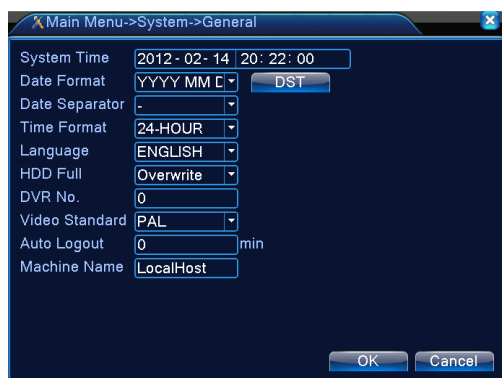 Main Menu->System->General
System Time 2012-02-14 20:22:00
Date Format YYYY MM D DST
Date Separator -
Time Format 24-HOUR
Language ENGLISH
HDD Full Overwrite
DVR No. 0
Video Standard PAL
Auto Logout 0 min
Machine Name LocalHost
OK Cancel